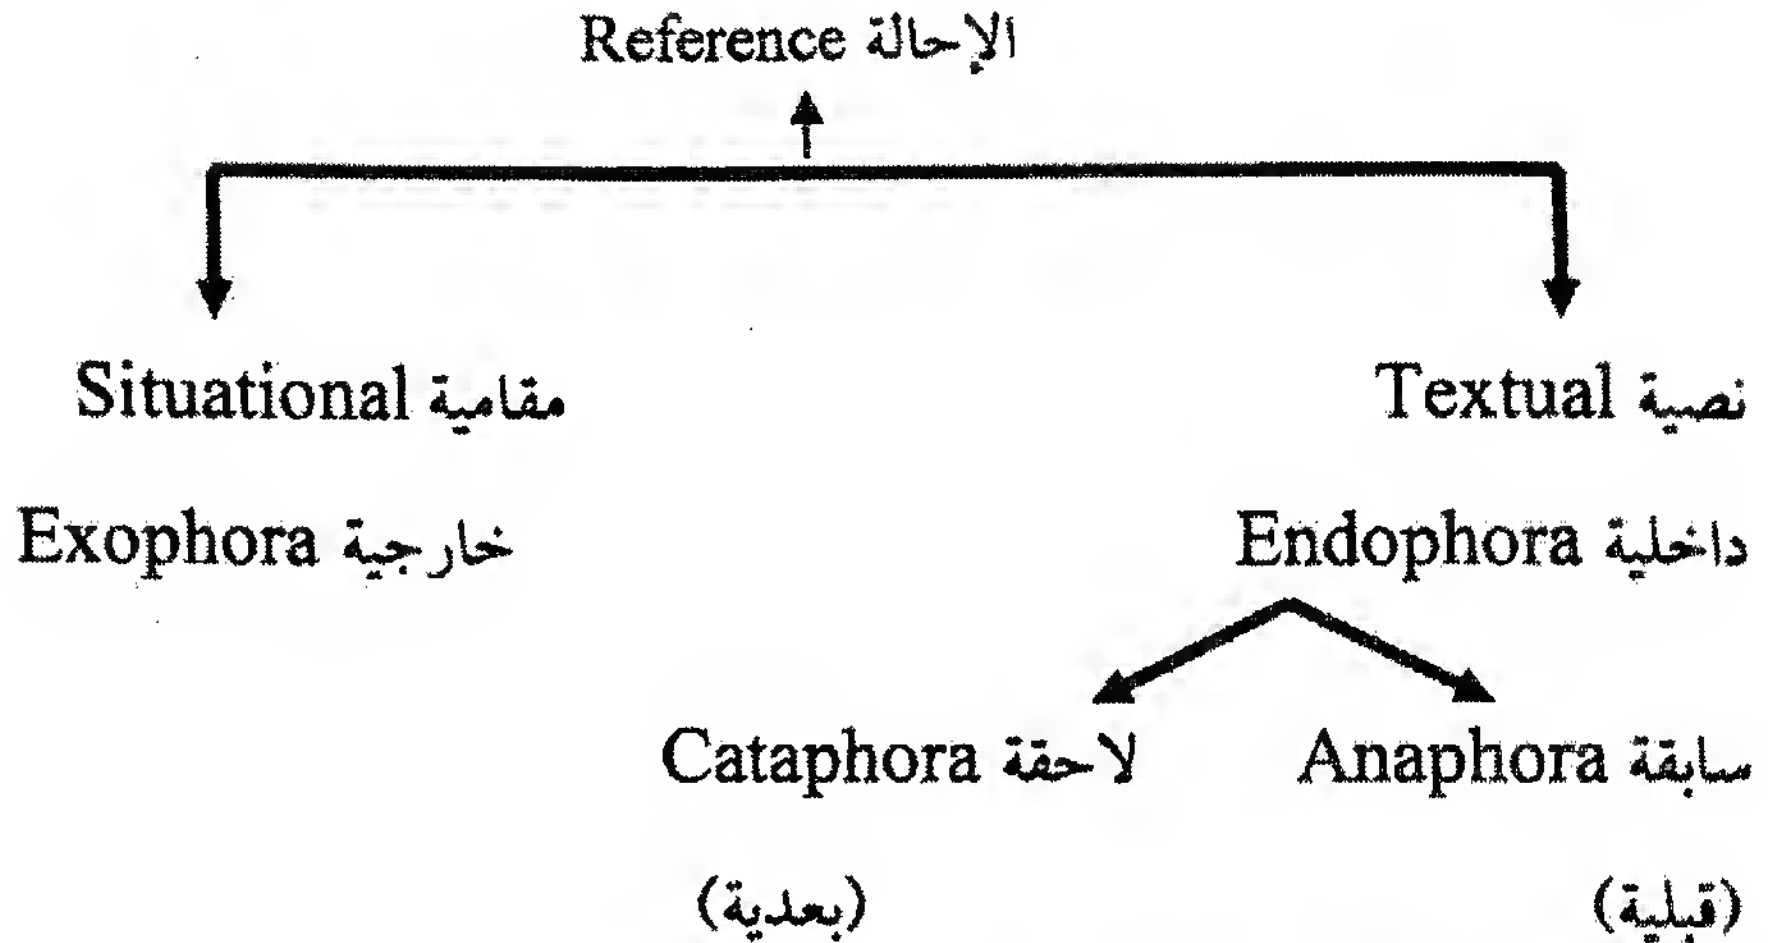 الإحالة Reference
نصية Textual
مقامية Situational
داخلية Endophora
خارجية Exophora
سابقة Anaphora
لاحقة Cataphora
(قبلية)
(بعدية)